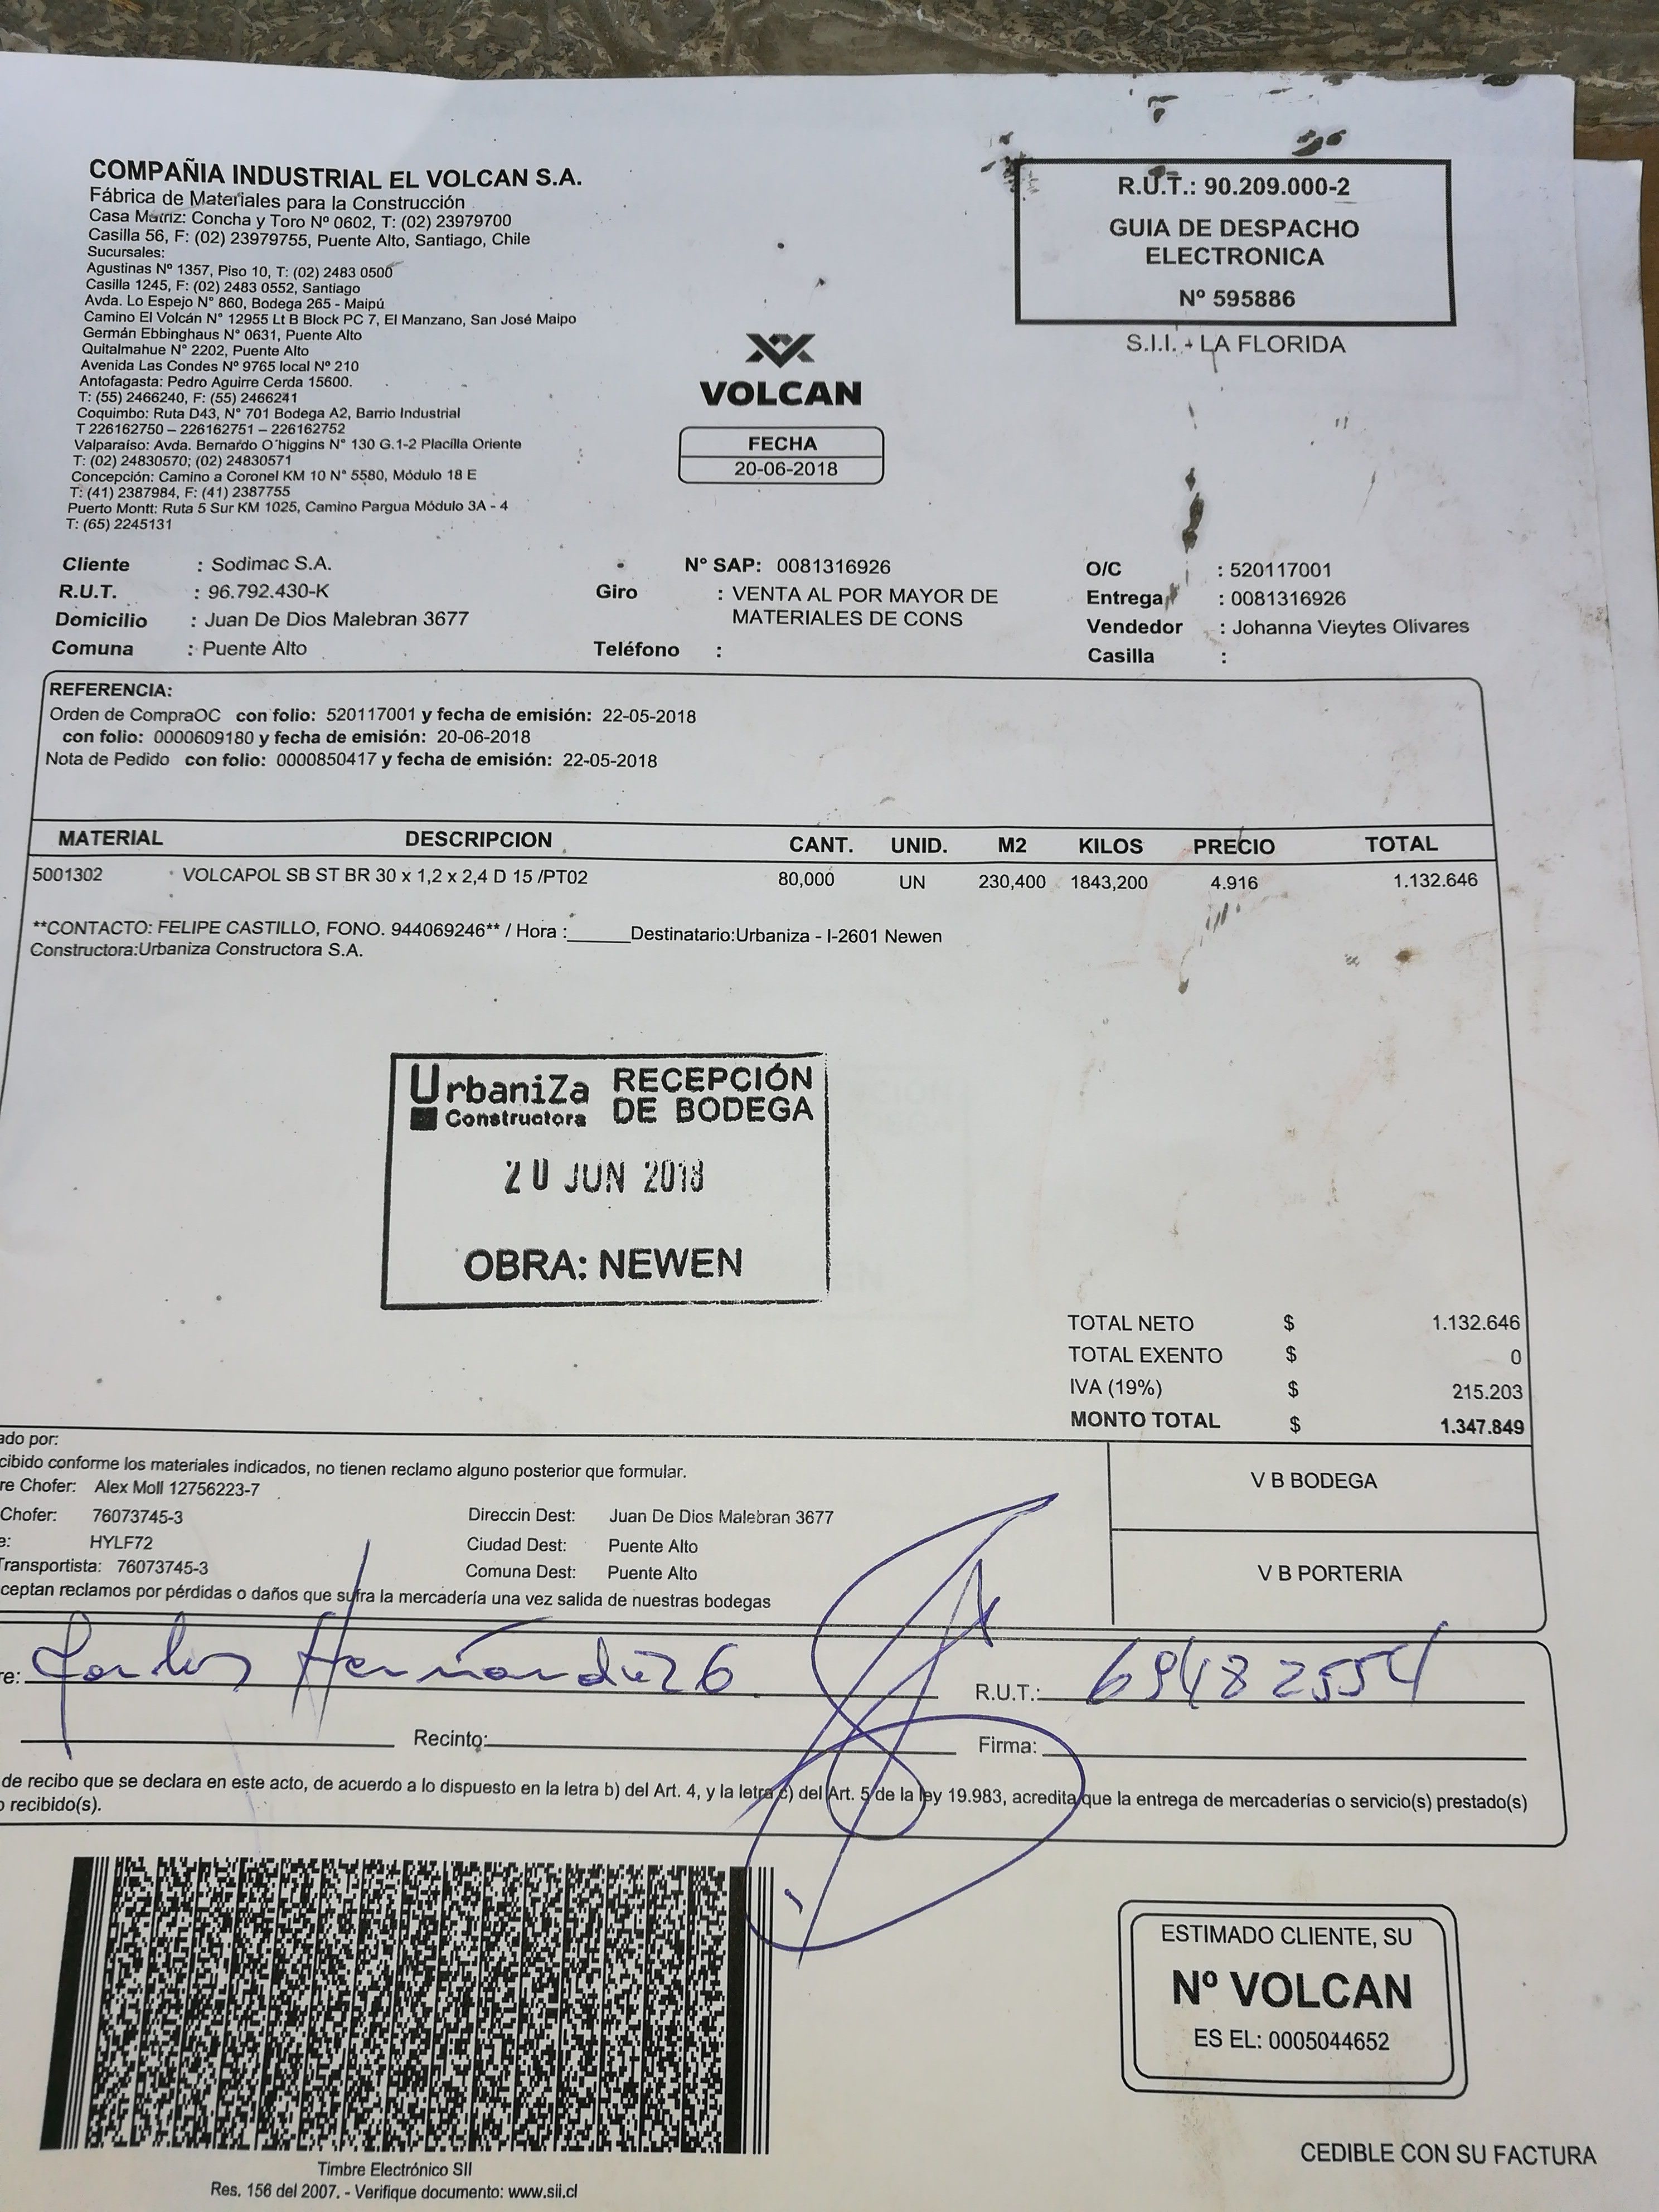 COMPAÑIA INDUSTRIAL EL VOLCAN S.A.
Fábrica de Materiales para la Construcción
Casa Matriz: Concha y Toro Nº 0602, T: (02) 23979700
Casilla 56, F: (02) 23979755, Puente Alto, Santiago, Chile
Sucursales:
Agustinas Nº 1357, Piso 10, T: (02) 2483 0500
Casilla 1245, F: (02) 2483 0552, Santiago
Avda. Lo Espejo N° 860, Bodega 265 - Maipú
Camino El Volcán N° 12955 Lt B Block PC 7, El Manzano, San José Maipo
Germán Ebbinghaus N° 0631, Puente Alto
Quitalmahue N° 2202, Puente Alto
Avenida Las Condes Nº 9765 local Nº 210
Antofagasta: Pedro Aguirre Cerda 15600.
T: (55) 2466240, F: (55) 2466241
Coquimbo: Ruta D43, N° 701 Bodega A2, Barrio Industrial
T 226162750 – 226162751 – 226162752
Valparaíso: Avda. Bernardo O´higgins N° 130 G.1-2 Placilla Oriente
T: (02) 24830570; (02) 24830571
Concepción: Camino a Coronel KM 10 N° 5580, Módulo 18 E
T: (41) 2387984, F: (41) 2387755
Puerto Montt: Ruta 5 Sur KM 1025, Camino Pargua Módulo 3A - 4
T: (65) 2245131
VOLCAN
FECHA
20-06-2018
R.U.T.: 90.209.000-2
GUIA DE DESPACHO
ELECTRONICA
Nº 595886
S.I.I. - LA FLORIDA
Cliente : Sodimac S.A.
R.U.T. : 96.792.430-K
Domicilio : Juan De Dios Malebran 3677
Comuna : Puente Alto
N° SAP: 0081316926
Giro : VENTA AL POR MAYOR DE
MATERIALES DE CONS
Teléfono :
O/C : 520117001
Entrega : 0081316926
Vendedor : Johanna Vieytes Olivares
Casilla :
REFERENCIA:
Orden de CompraOC con folio: 520117001 y fecha de emisión: 22-05-2018
con folio: 0000609180 y fecha de emisión: 20-06-2018
Nota de Pedido con folio: 0000850417 y fecha de emisión: 22-05-2018
MATERIAL DESCRIPCION CANT. UNID. M2 KILOS PRECIO TOTAL
5001302 VOLCAPOL SB ST BR 30 x 1,2 x 2,4 D 15 /PT02 80,000 UN 230,400 1843,200 4.916 1.132.646
**CONTACTO: FELIPE CASTILLO, FONO. 944069246** / Hora :______Destinatario:Urbaniza - I-2601 Newen
Constructora:Urbaniza Constructora S.A.
UrbaniZa Constructora
RECEPCIÓN
DE BODEGA
20 JUN 2018
OBRA: NEWEN
TOTAL NETO $ 1.132.646
TOTAL EXENTO $ 0
IVA (19%) $ 215.203
MONTO TOTAL $ 1.347.849
ado por:
cibido conforme los materiales indicados, no tienen reclamo alguno posterior que formular.
re Chofer: Alex Moll 12756223-7
Chofer: 76073745-3
e: HYLF72
Transportista: 76073745-3
Direccin Dest: Juan De Dios Malebran 3677
Ciudad Dest: Puente Alto
Comuna Dest: Puente Alto
ceptan reclamos por pérdidas o daños que sufra la mercadería una vez salida de nuestras bodegas
V B BODEGA
V B PORTERIA
re: Carlos Hernández G R.U.T.: 69482554
Recinto: Firma:
de recibo que se declara en este acto, de acuerdo a lo dispuesto en la letra b) del Art. 4, y la letra c) del Art. 5 de la ley 19.983, acredita que la entrega de mercaderías o servicio(s) prestado(s)
o recibido(s).
Timbre Electrónico SII
Res. 156 del 2007. - Verifique documento: www.sii.cl
ESTIMADO CLIENTE, SU
Nº VOLCAN
ES EL: 0005044652
CEDIBLE CON SU FACTURA